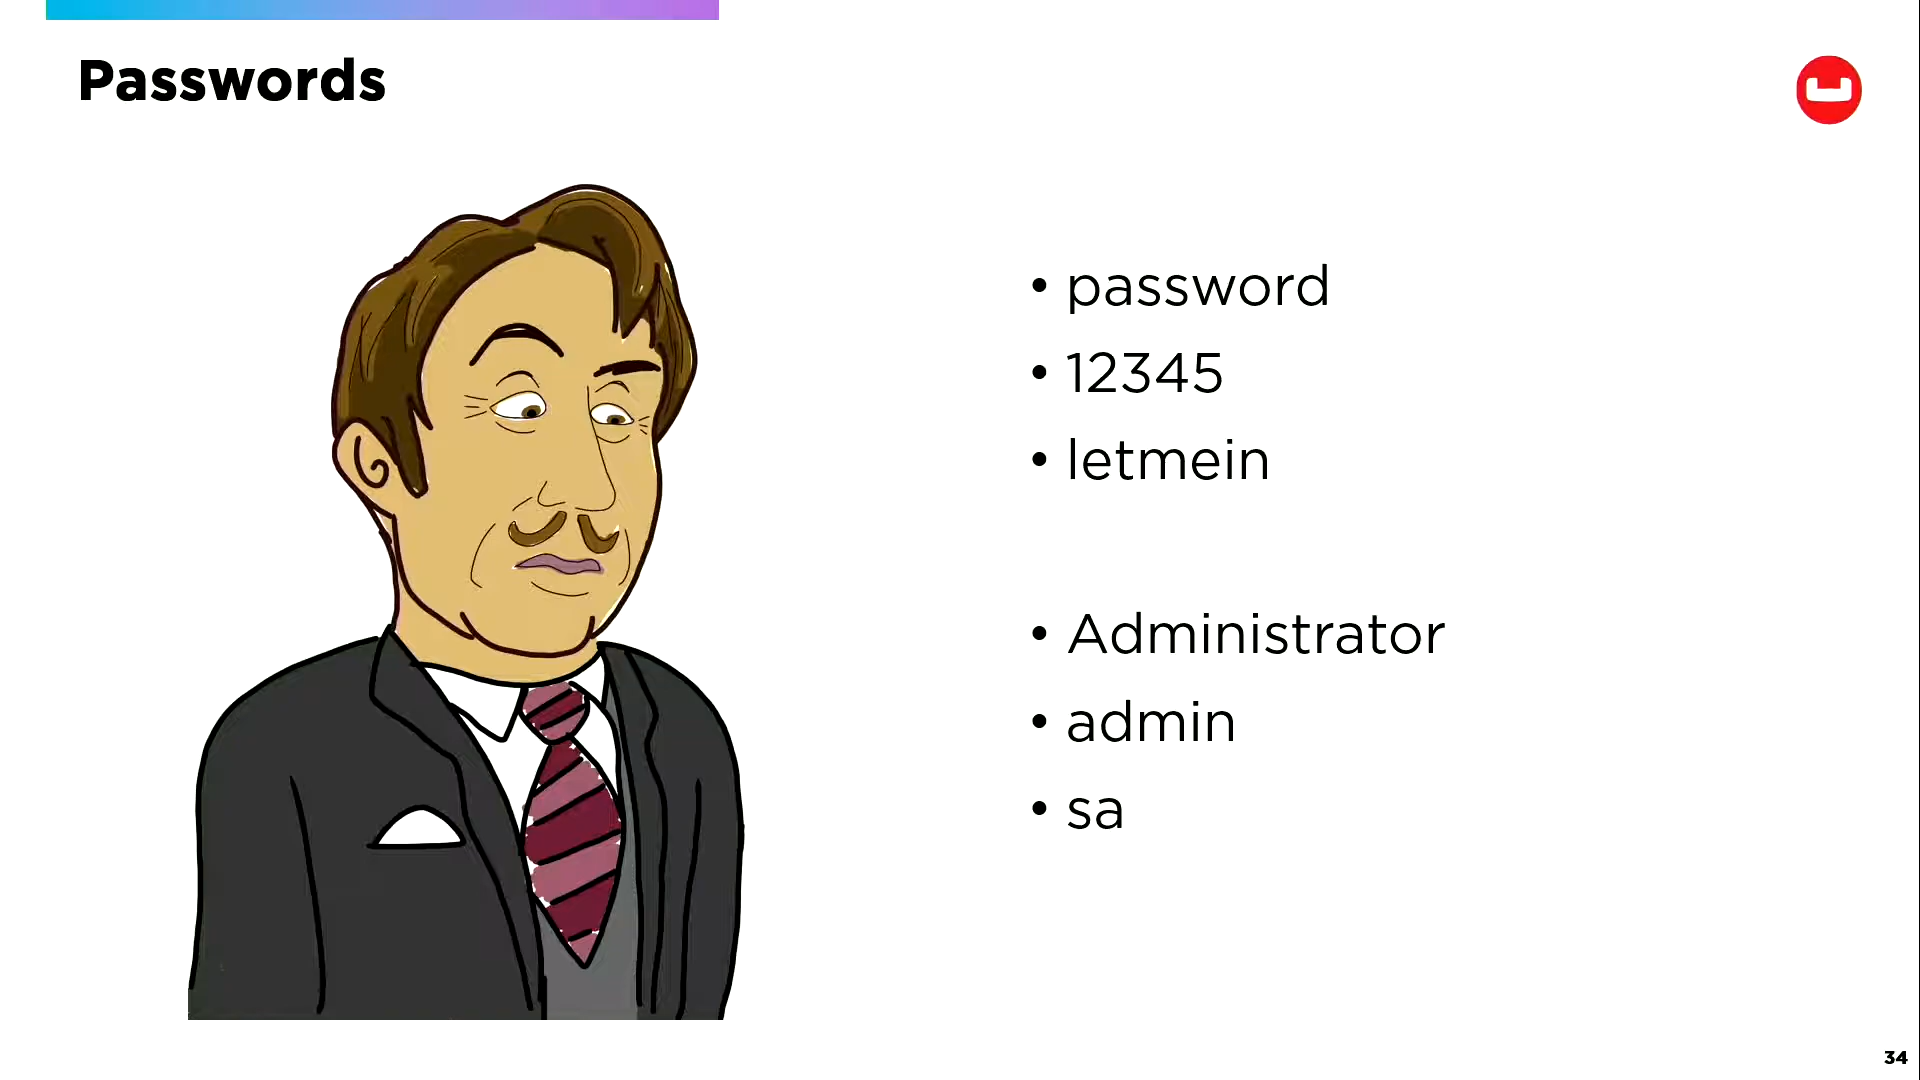 Passwords
• password
• 12345
• letmein
• Administrator
• admin
• sa
34